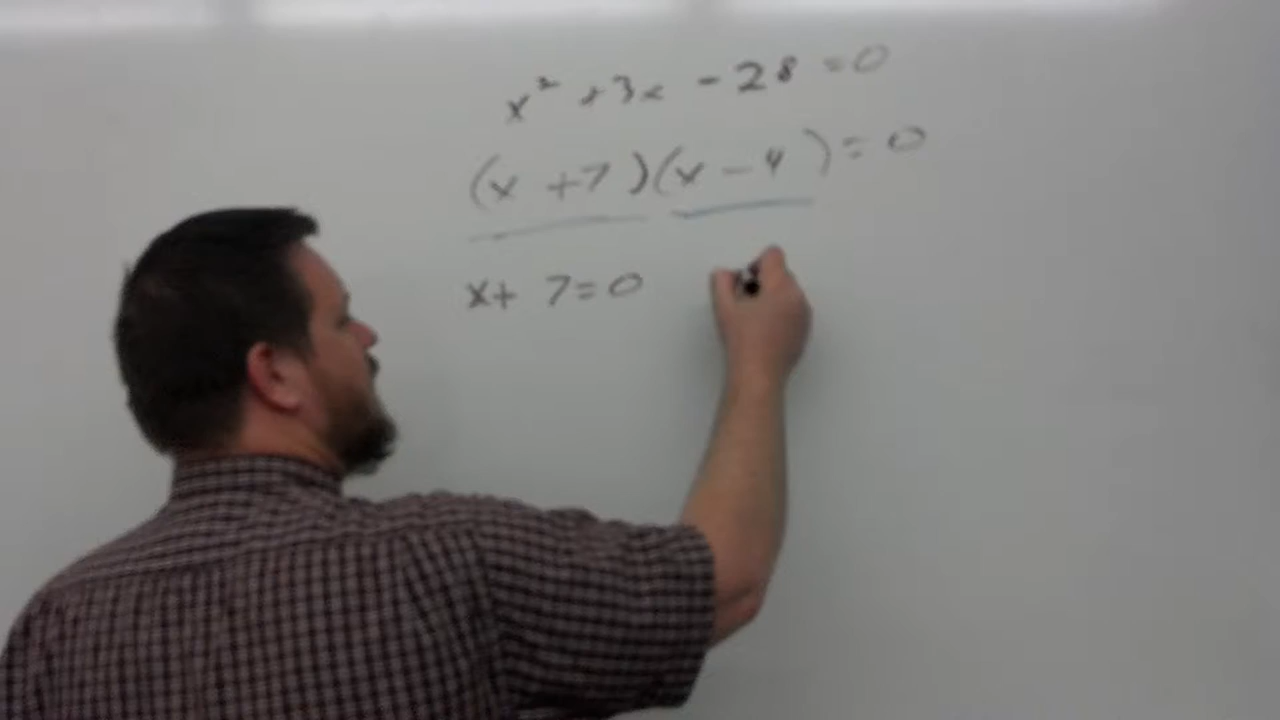 x² + 3x - 28 = 0
(x + 7)(x - 4) = 0
x + 7 = 0